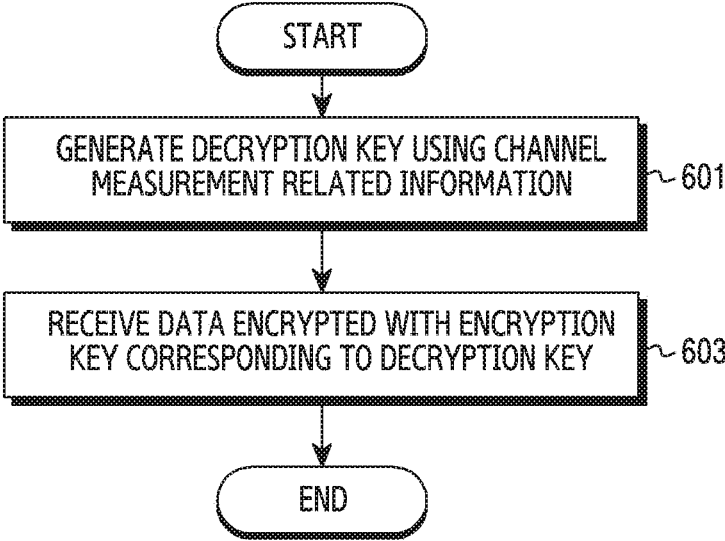 START
GENERATE DECRYPTION KEY USING CHANNEL
MEASUREMENT RELATED INFORMATION
601
RECEIVE DATA ENCRYPTED WITH ENCRYPTION
KEY CORRESPONDING TO DECRYPTION KEY
603
END